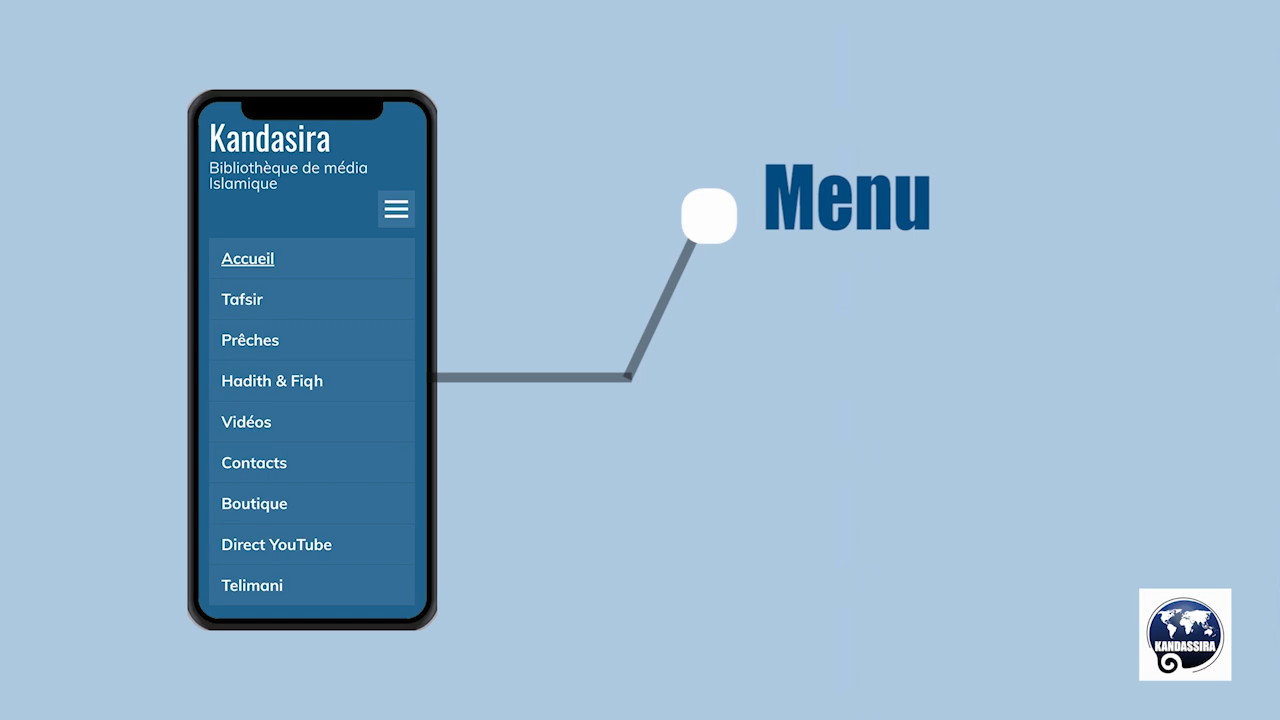 Kandasira
Bibliothèque de média
Islamique
Accueil
Tafsir
Prêches
Hadith & Fiqh
Vidéos
Contacts
Boutique
Direct YouTube
Telimani
Menu
KANDASSIRA